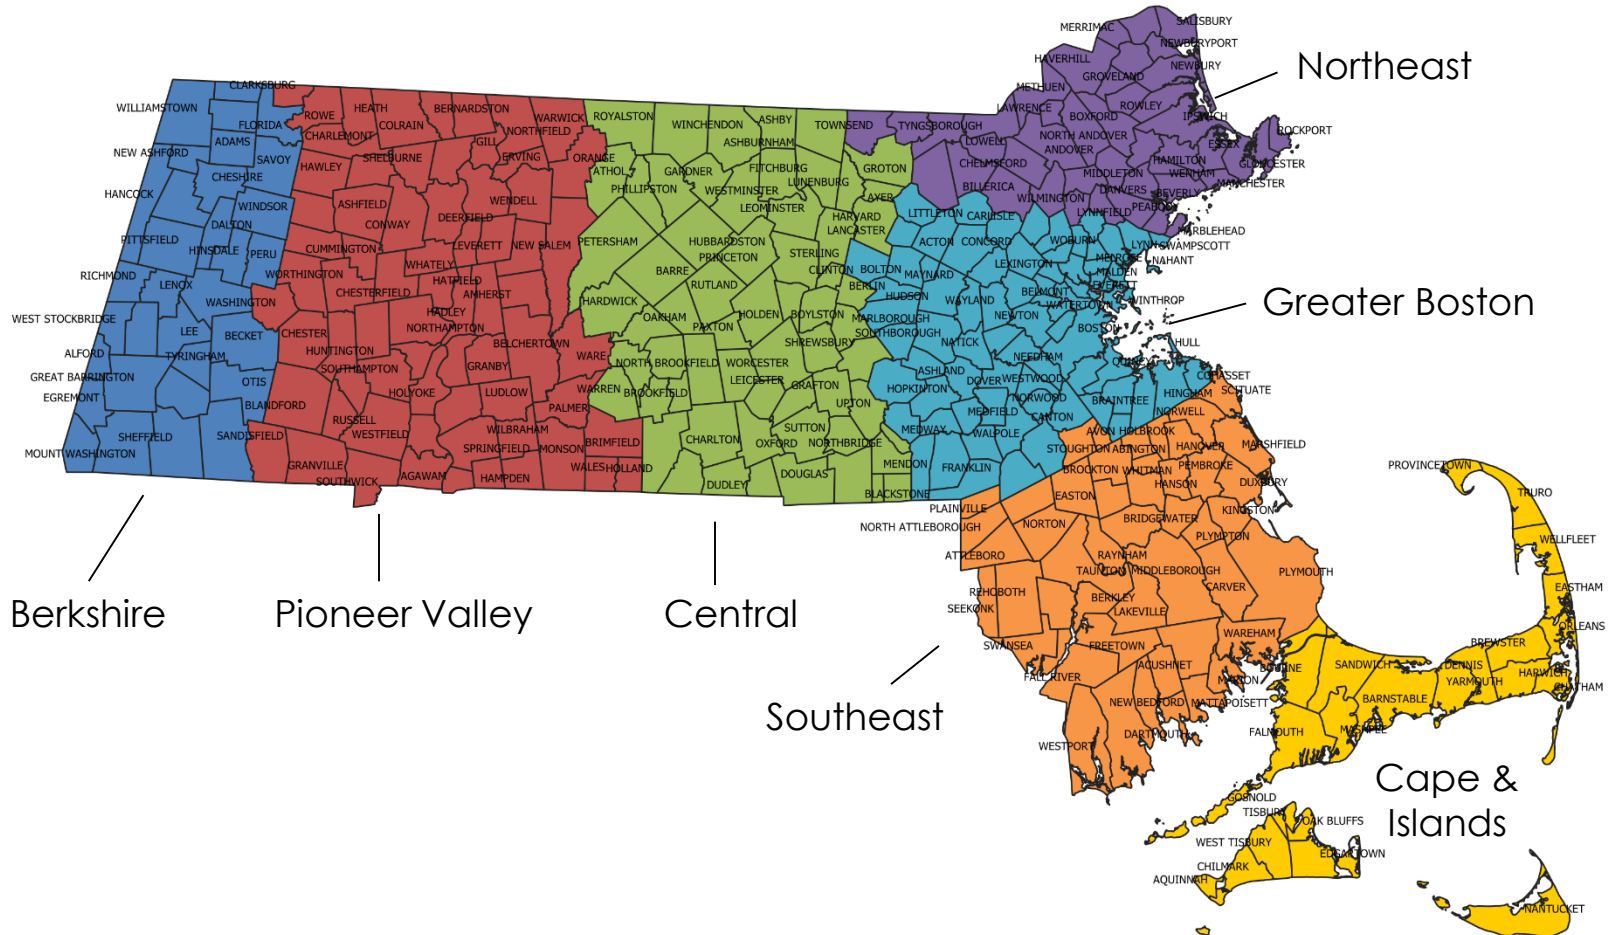 MERRIMAC
SALISBURY
NEWBURYPORT
HAVERHILL
NEWBURY
GROVELAND
METHUEN
Northeast
LAWRENCE
ROWLEY
BOXFORD
IPSWICH
CLARKSBURG
WILLIAMSTOWN
ROWE
HEATH
BERNARDSTON
WARWICK
ROYALSTON
WINCHENDON
ASHBY
TOWNSEND
TYNGSBOROUGH
FLORIDA
COLRAIN
CHARLEMONT
NORTHFIELD
ROCKPORT
NORTH ANDOVER
ADAMS
GILL
ASHBURNHAM
LOWELL
ANDOVER
ESSEX
NEW ASHFORD
SAVOY
SHELBURNE
ERVING
ORANGE
HAWLEY
ATHOL
GARDNER
FITCHBURG
GROTON
CHELMSFORD
HAMILTON
GLOUCESTER
CHESHIRE
MIDDLETON
WENHAM
LUNENBURG
MANCHESTER
HANCOCK
PHILLIPSTON
WESTMINSTER
BILLERICA
DANVERS
BEVERLY
WINDSOR
ASHFIELD
WENDELL
AYER
WILMINGTON
LEOMINSTER
PEABODY
DALTON
CONWAY
DEERFIELD
HARVARD
LITTLETON
CARLISLE
LYNNFIELD
LANCASTER
MARBLEHEAD
PITTSFIELD
HINSDALE
PERU
CUMMINGTON
LEVERETT
NEW SALEM
PETERSHAM
HUBBARDSTON
ACTON
CONCORD
WOBURN
LYNN
SWAMPSCOTT
PRINCETON
STERLING
MELROSE
NAHANT
RICHMOND
WORTHINGTON
WHATELY
BARRE
CLINTON
BOLTON
MAYNARD
LEXINGTON
MALDEN
LENOX
HATFIELD
RUTLAND
BERLIN
EVERETT
WASHINGTON
CHESTERFIELD
AMHERST
HUDSON
WAYLAND
BELMONT
WATERTOWN
WINTHROP
Greater Boston
HARDWICK
HADLEY
WEST STOCKBRIDGE
OAKHAM
HOLDEN
BOYLSTON
MARLBOROUGH
NEWTON
NORTHAMPTON
PAXTON
BOSTON
LEE
BECKET
CHESTER
BELCHERTOWN
SHREWSBURY
SOUTHBOROUGH
NATICK
HULL
ALFORD
TYRINGHAM
HUNTINGTON
WARE
NEEDHAM
SOUTHAMPTON
GRANBY
NORTH BROOKFIELD
WORCESTER
QUINCY
GREAT BARRINGTON
OTIS
LEICESTER
GRAFTON
ASHLAND
DOVER
WESTWOOD
COHASSET
EGREMONT
HOLYOKE
LUDLOW
WARREN
BROOKFIELD
HOPKINTON
NORWOOD
BRAINTREE
HINGHAM
SCITUATE
BLANDFORD
PALMER
UPTON
MEDFIELD
CANTON
NORWELL
RUSSELL
WESTFIELD
WILBRAHAM
SUTTON
MEDWAY
WALPOLE
AVON
HOLBROOK
SHEFFIELD
SANDISFIELD
BRIMFIELD
CHARLTON
OXFORD
NORTHBRIDGE
STOUGHTON
ABINGTON
HANOVER
MARSHFIELD
MOUNT WASHINGTON
SPRINGFIELD
MONSON
GRANVILLE
WALES
HOLLAND
MENDON
FRANKLIN
BROCKTON
WHITMAN
PEMBROKE
PROVINCETOWN
SOUTHWICK
AGAWAM
HAMPDEN
DUDLEY
DOUGLAS
HANSON
DUXBURY
BLACKSTONE
EASTON
TRURO
PLAINVILLE
KINGSTON
NORTH ATTLEBOROUGH
NORTON
BRIDGEWATER
PLYMPTON
WELLFLEET
ATTLEBORO
RAYNHAM
TAUNTON
MIDDLEBOROUGH
PLYMOUTH
REHOBOTH
BERKLEY
CARVER
EASTHAM
SEEKONK
LAKEVILLE
Berkshire
Pioneer Valley
Central
ORLEANS
SWANSEA
FREETOWN
WAREHAM
BREWSTER
ACUSHNET
BOURNE
SANDWICH
DENNIS
FALL RIVER
MARION
YARMOUTH
HARWICH
CHATHAM
NEW BEDFORD
MATTAPOISETT
BARNSTABLE
Southeast
DARTMOUTH
FALMOUTH
MASHPEE
WESTPORT
Cape &
Islands
GOSNOLD
TISBURY
OAK BLUFFS
WEST TISBURY
EDGARTOWN
CHILMARK
AQUINNAH
NANTUCKET